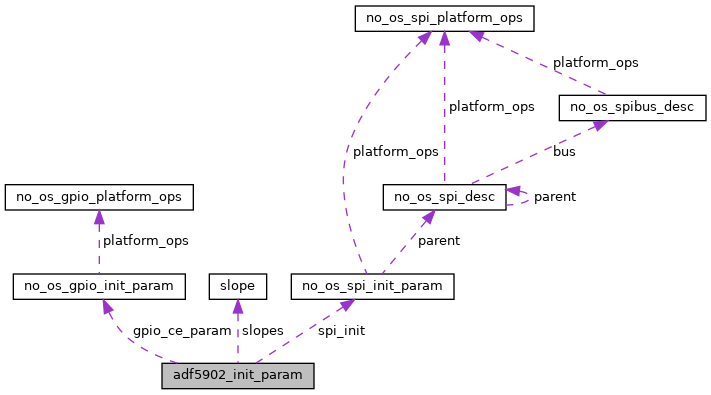 no_os_spi_platform_ops
platform_ops
no_os_spibus_desc
platform_ops
platform_ops
bus
no_os_gpio_platform_ops
no_os_spi_desc
parent
platform_ops
parent
no_os_gpio_init_param
slope
no_os_spi_init_param
gpio_ce_param
slopes
spi_init
adf5902_init_param